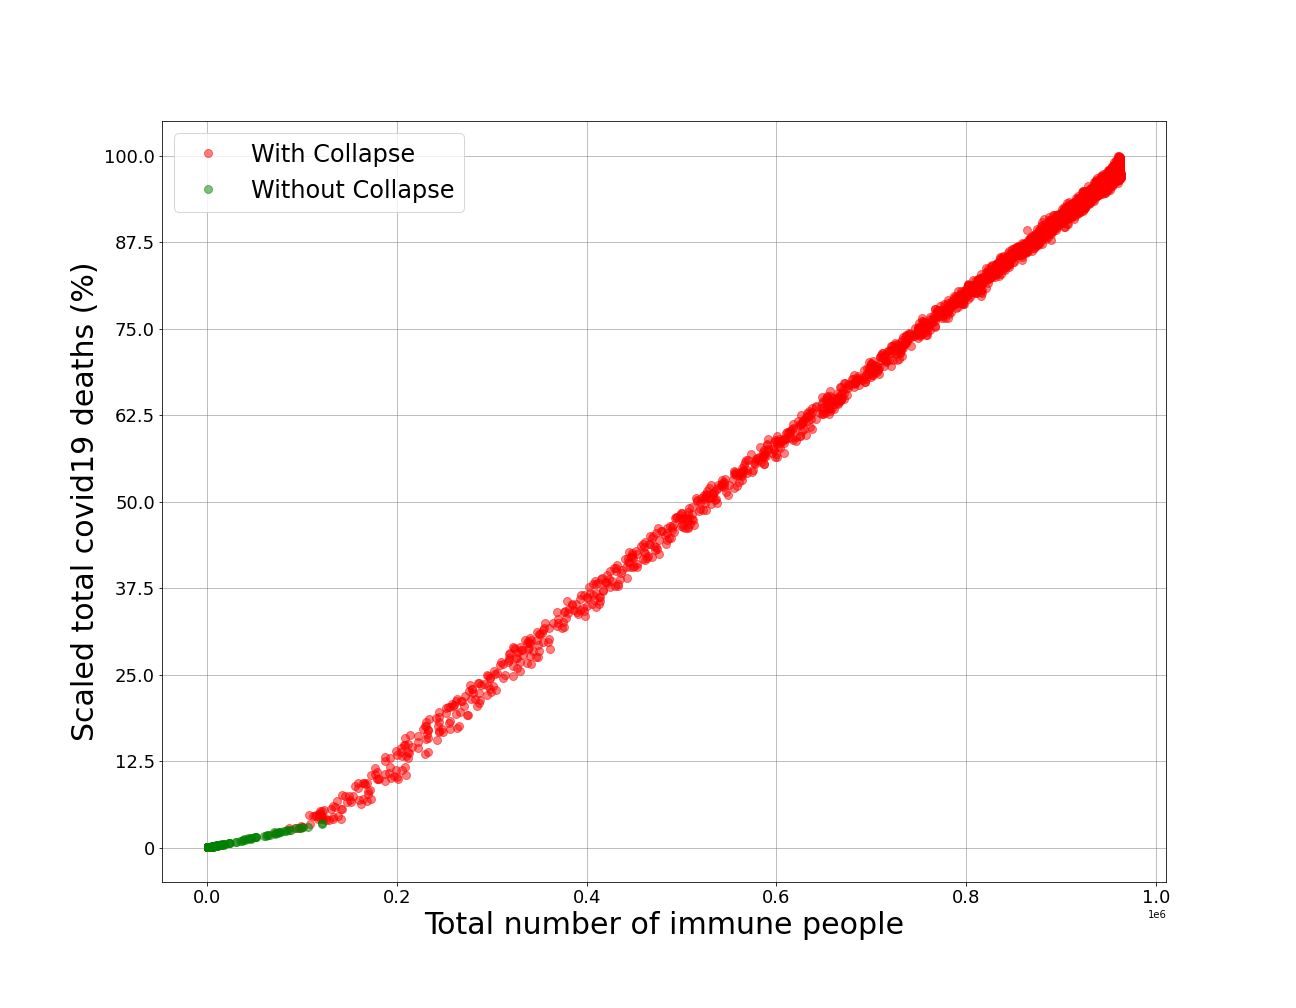 With Collapse
Without Collapse
Scaled total covid19 deaths (%)
100.0
87.5
75.0
62.5
50.0
37.5
25.0
12.5
0
0.0 0.2 0.4 0.6 0.8 1.0
1e6
Total number of immune people